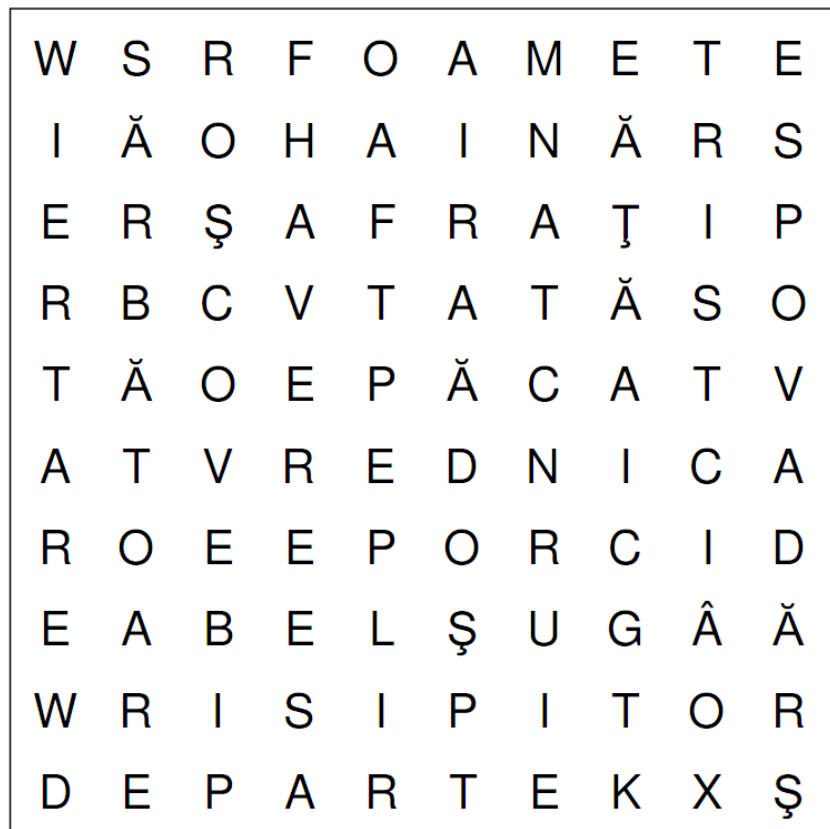 W S R F O A M E T E
I Ă O H A I N Ă R S
E R Ş A F R A Ţ I P
R B C V T A T Ă S O
T Ă O E P Ă C A T V
A T V R E D N I C A
R O E E P O R C I D
E A B E L Ş U G Â Ă
W R I S I P I T O R
D E P A R T E K X Ş